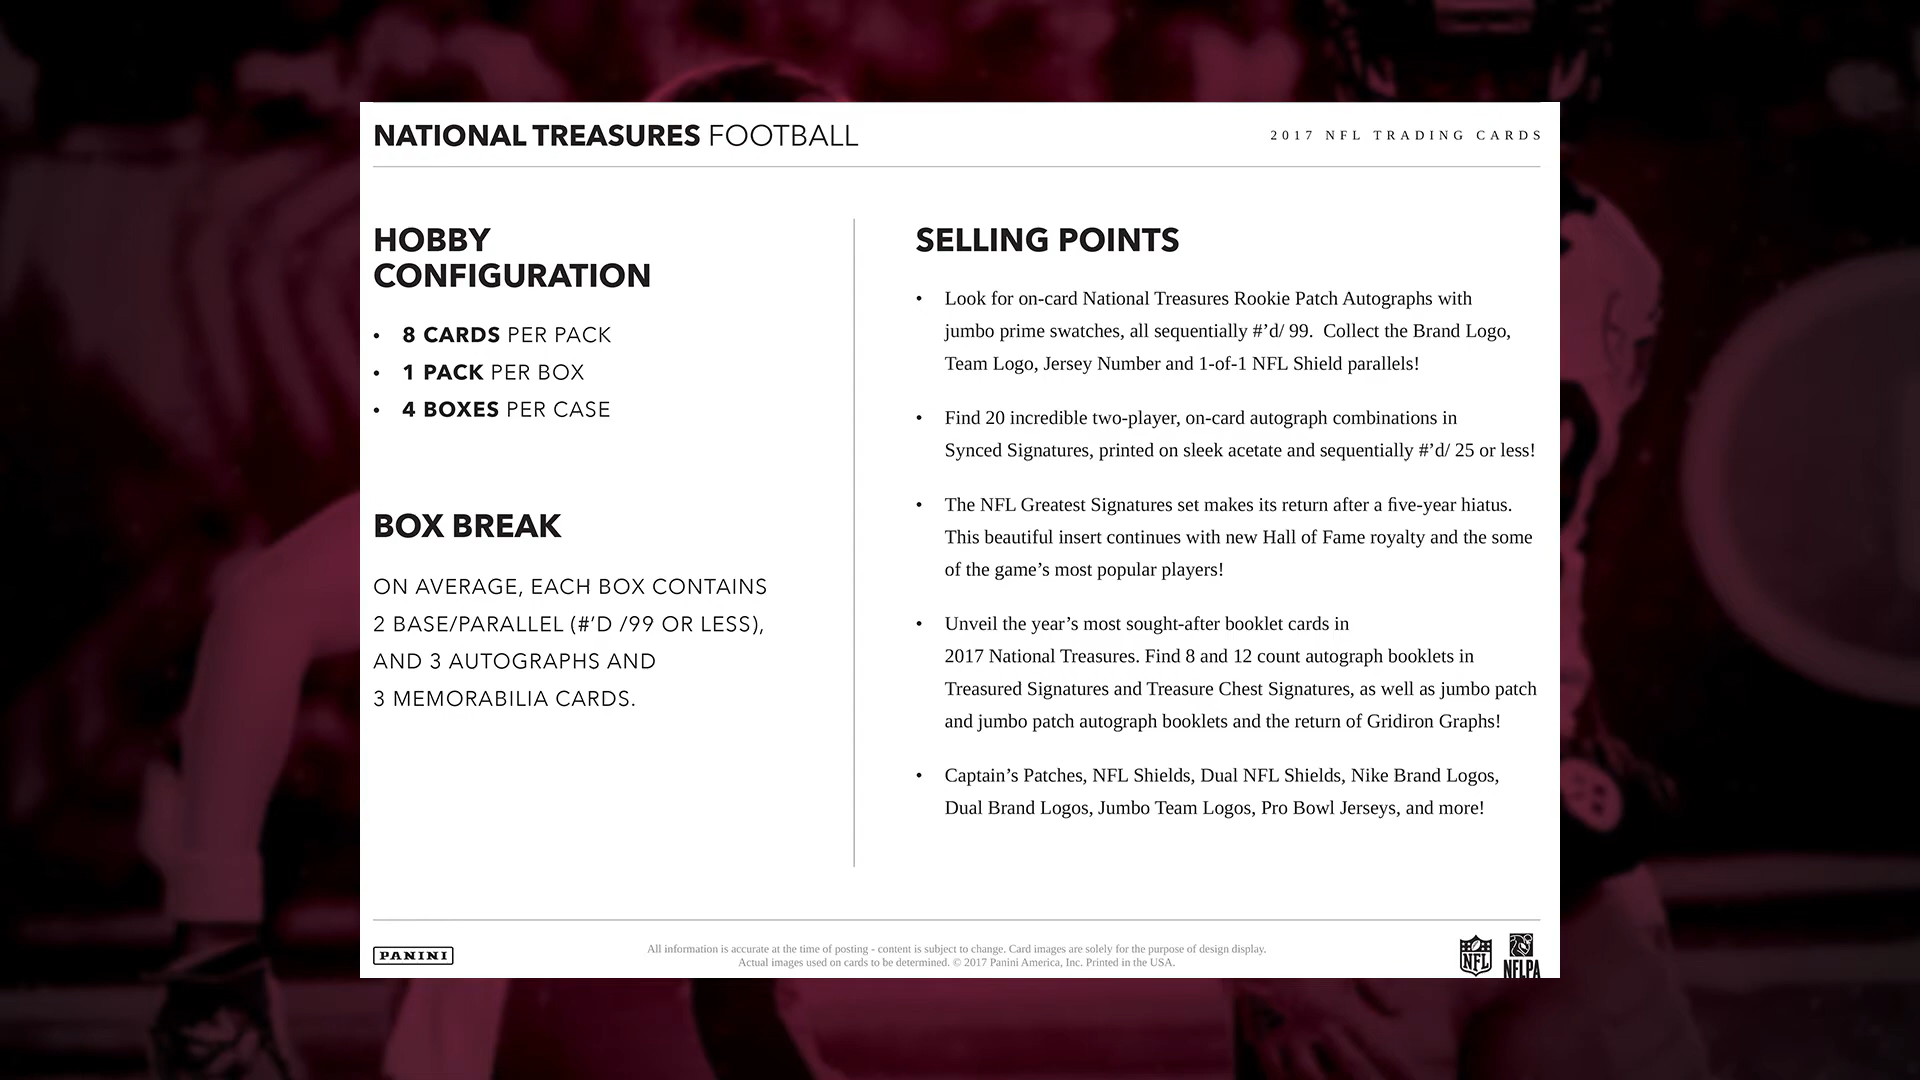 NATIONAL TREASURES FOOTBALL
2017 NFL TRADING CARDS
HOBBY
CONFIGURATION
• 8 CARDS PER PACK
• 1 PACK PER BOX
• 4 BOXES PER CASE
BOX BREAK
ON AVERAGE, EACH BOX CONTAINS
2 BASE/PARALLEL (#'D /99 OR LESS),
AND 3 AUTOGRAPHS AND
3 MEMORABILIA CARDS.
SELLING POINTS
• Look for on-card National Treasures Rookie Patch Autographs with
jumbo prime swatches, all sequentially #’d/ 99.  Collect the Brand Logo,
Team Logo, Jersey Number and 1-of-1 NFL Shield parallels!
• Find 20 incredible two-player, on-card autograph combinations in
Synced Signatures, printed on sleek acetate and sequentially #’d/ 25 or less!
• The NFL Greatest Signatures set makes its return after a five-year hiatus.
This beautiful insert continues with new Hall of Fame royalty and the some
of the game’s most popular players!
• Unveil the year’s most sought-after booklet cards in
2017 National Treasures. Find 8 and 12 count autograph booklets in
Treasured Signatures and Treasure Chest Signatures, as well as jumbo patch
and jumbo patch autograph booklets and the return of Gridiron Graphs!
• Captain’s Patches, NFL Shields, Dual NFL Shields, Nike Brand Logos,
Dual Brand Logos, Jumbo Team Logos, Pro Bowl Jerseys, and more!
PANINI
All information is accurate at the time of posting - content is subject to change. Card images are solely for the purpose of design display.
Actual images used on cards to be determined. © 2017 Panini America, Inc. Printed in the USA.
NFL
NFLPA